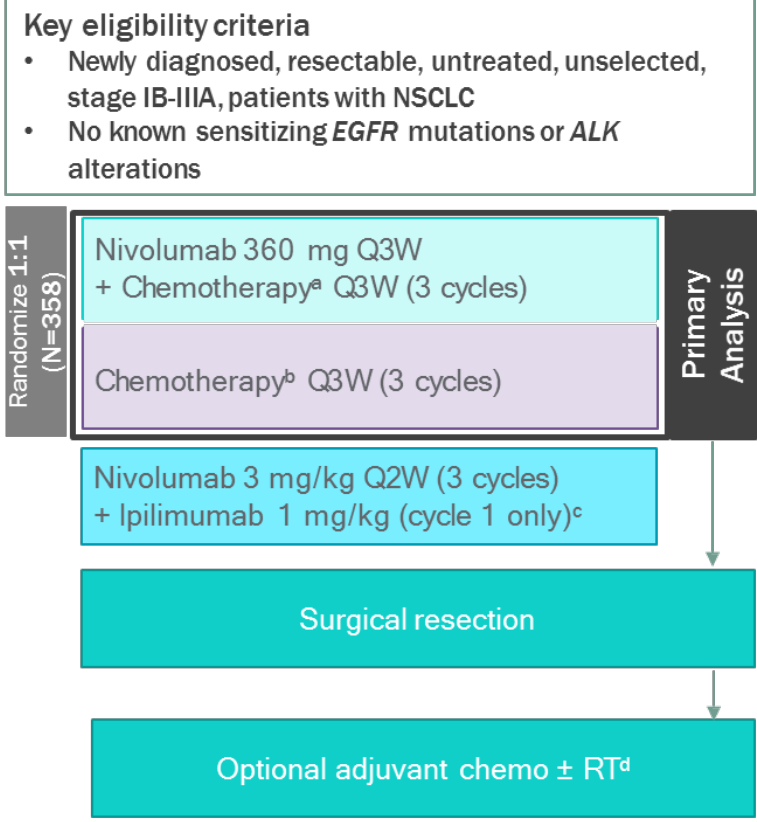 Key eligibility criteria
• Newly diagnosed, resectable, untreated, unselected,
stage IB-IIIA, patients with NSCLC
• No known sensitizing EGFR mutations or ALK
alterations
Randomize 1:1
(N=358)
Nivolumab 360 mg Q3W
+ Chemotherapyᵃ Q3W (3 cycles)
Chemotherapyᵇ Q3W (3 cycles)
Primary
Analysis
Nivolumab 3 mg/kg Q2W (3 cycles)
+ Ipilimumab 1 mg/kg (cycle 1 only)ᶜ
Surgical resection
Optional adjuvant chemo ± RTᵈ